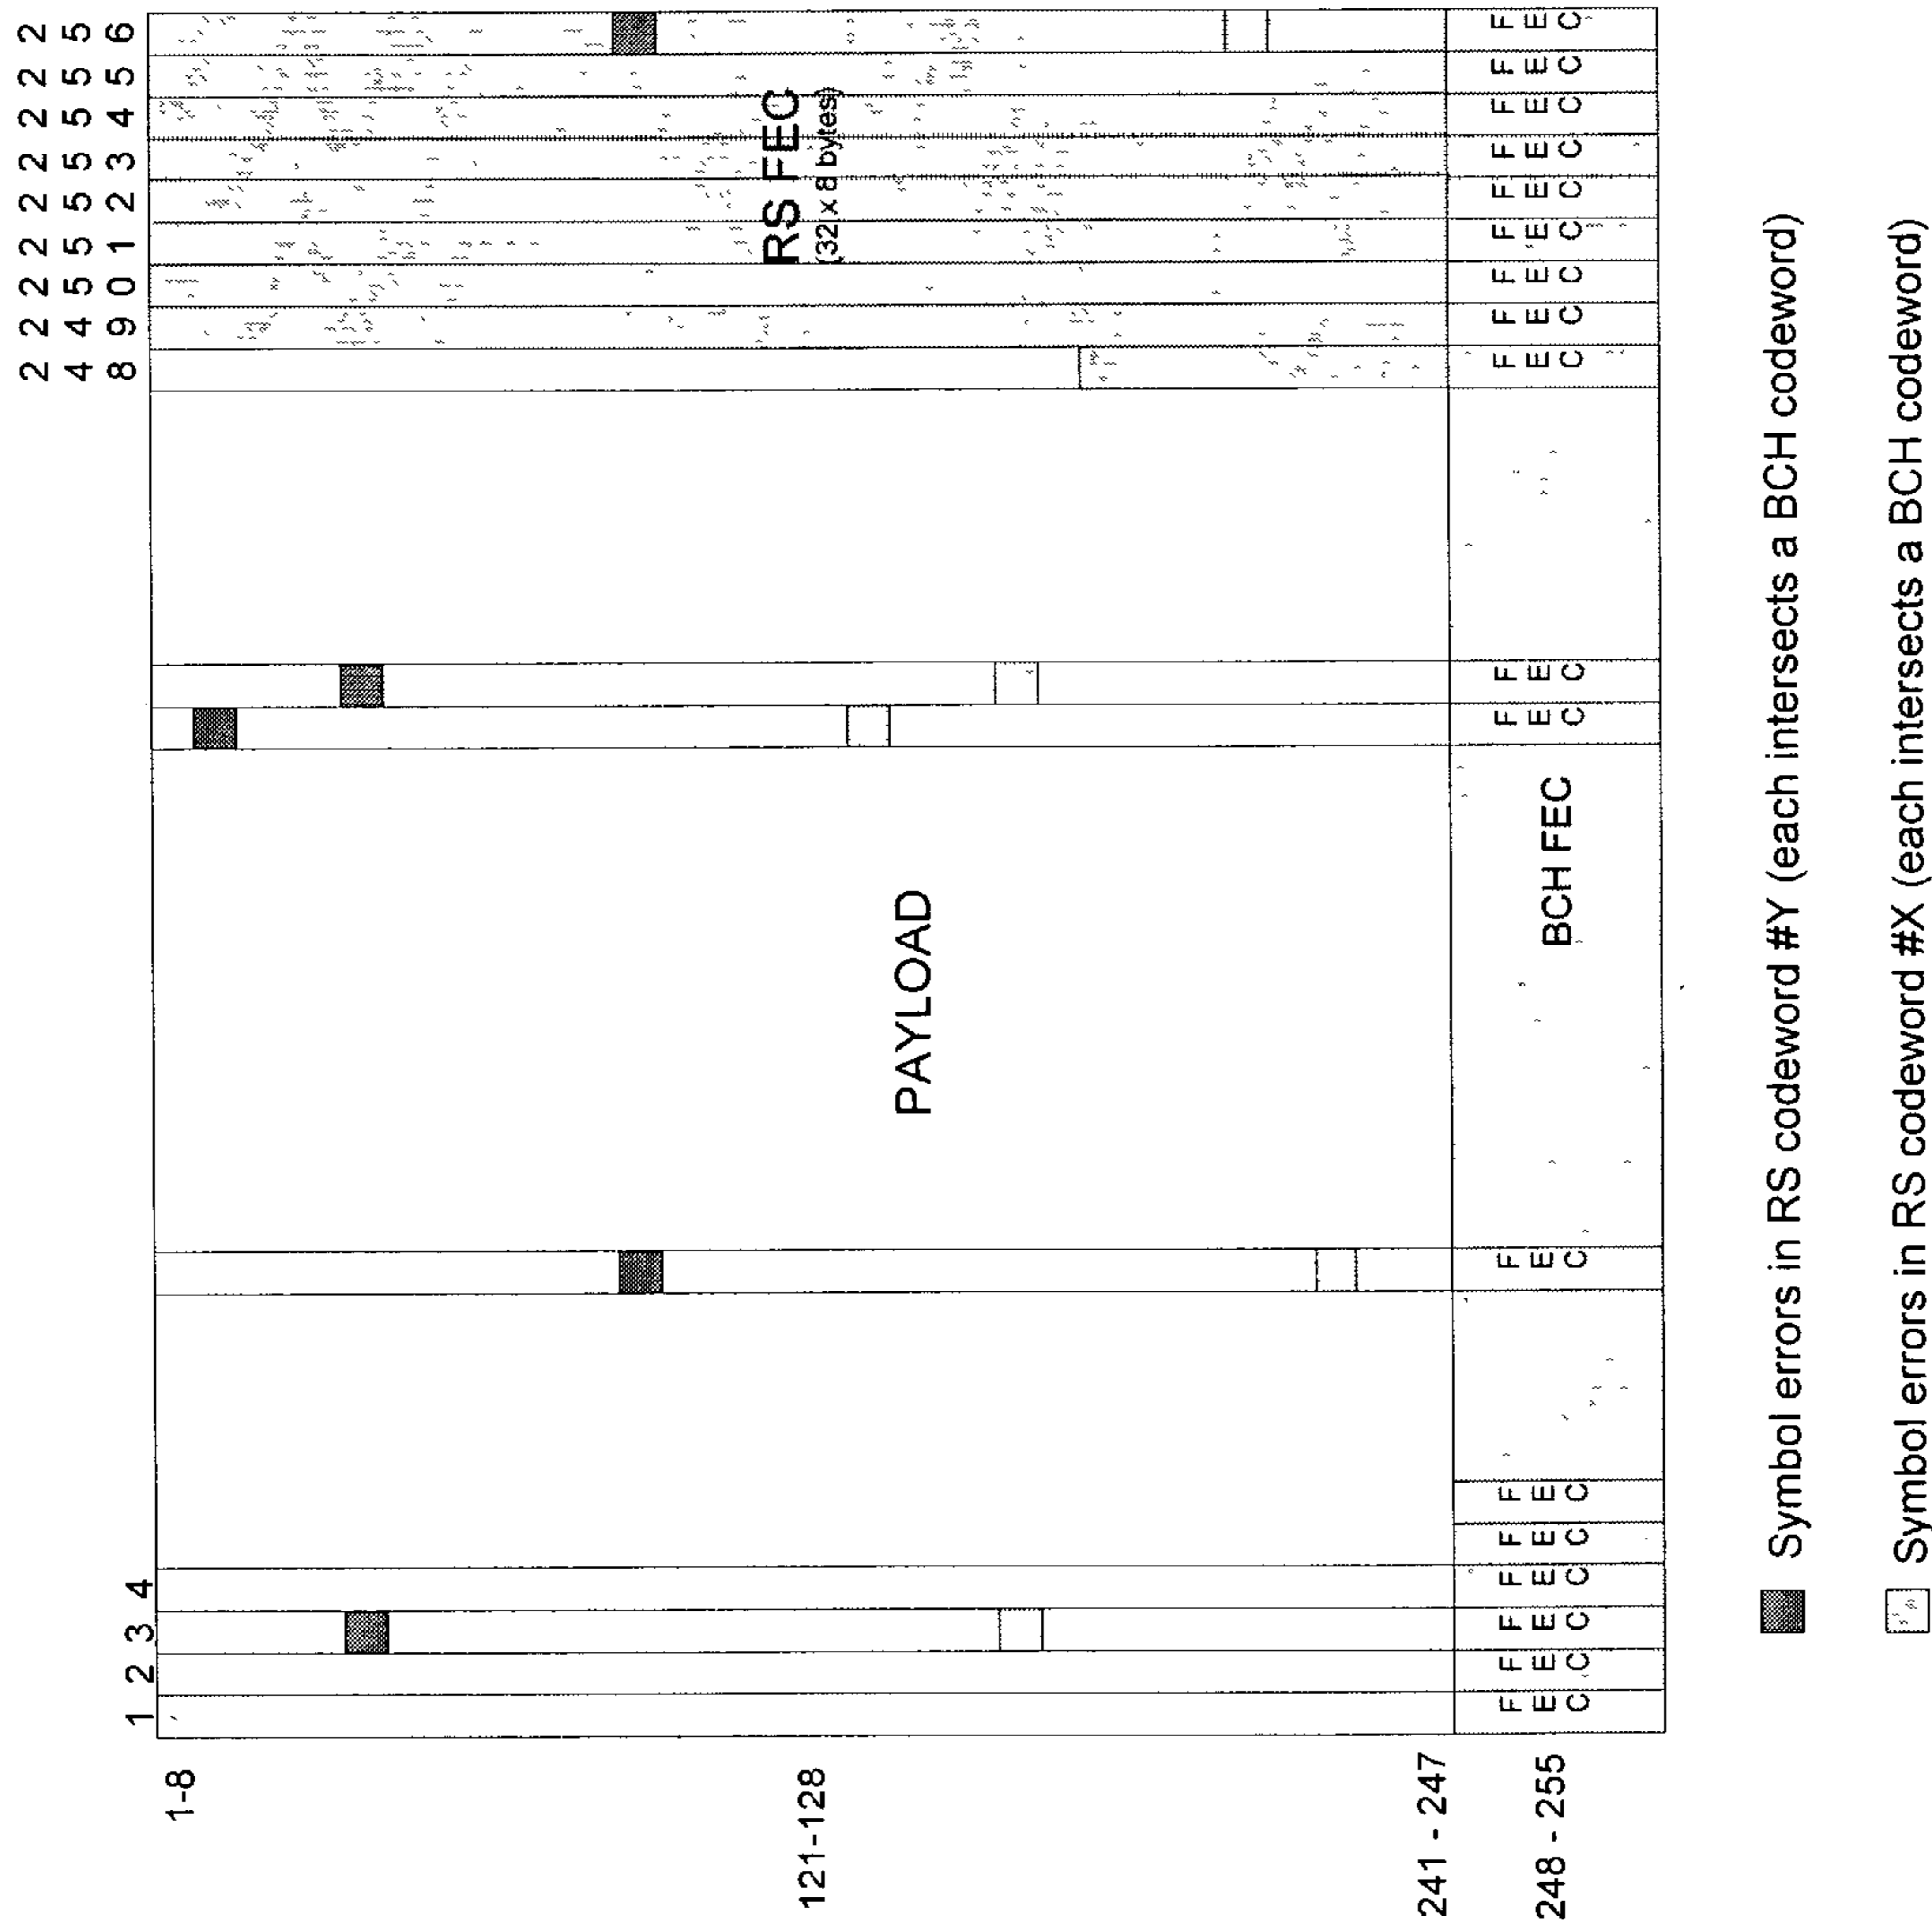 2 2 2 2 2 2 2 2 2
4 4 5 5 5 5 5 5 5
1 2 3 4 8 9 0 1 2 3 4 5 6
1-8
121-128
RS FEC
(32 x 8 bytes)
PAYLOAD
241 - 247
F F F F F F F F F F F F F F F F F F
248 - 255
E E E E E E E E E E E E E E E E E E
BCH FEC
C C C C C C C C C C C C C C C C C C
Symbol errors in RS codeword #Y (each intersects a BCH codeword)
Symbol errors in RS codeword #X (each intersects a BCH codeword)